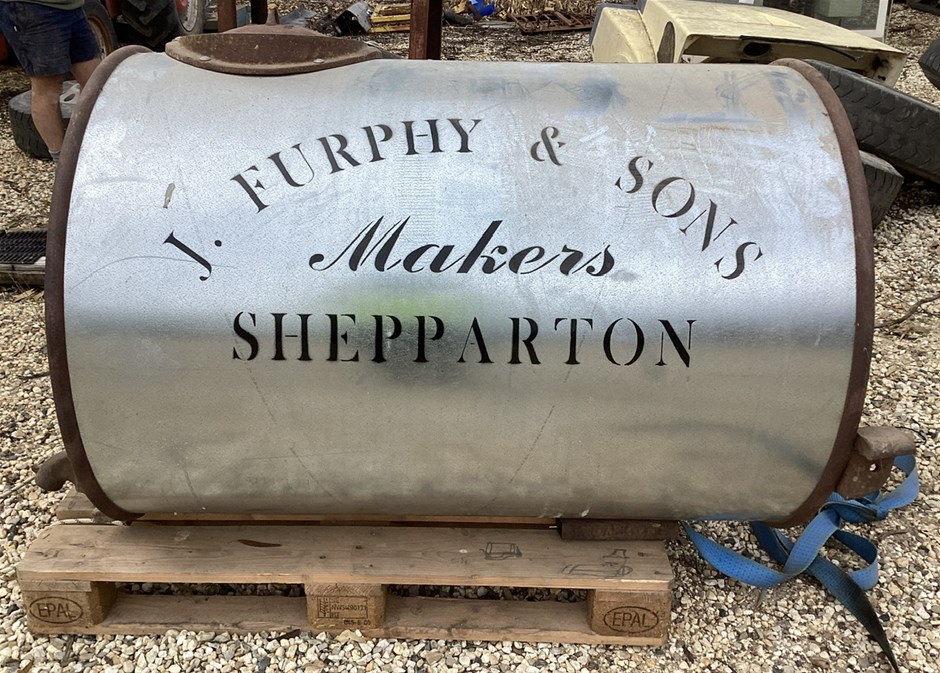 J. FURPHY & SONS
Makers
SHEPPARTON
EPAL
EPAL